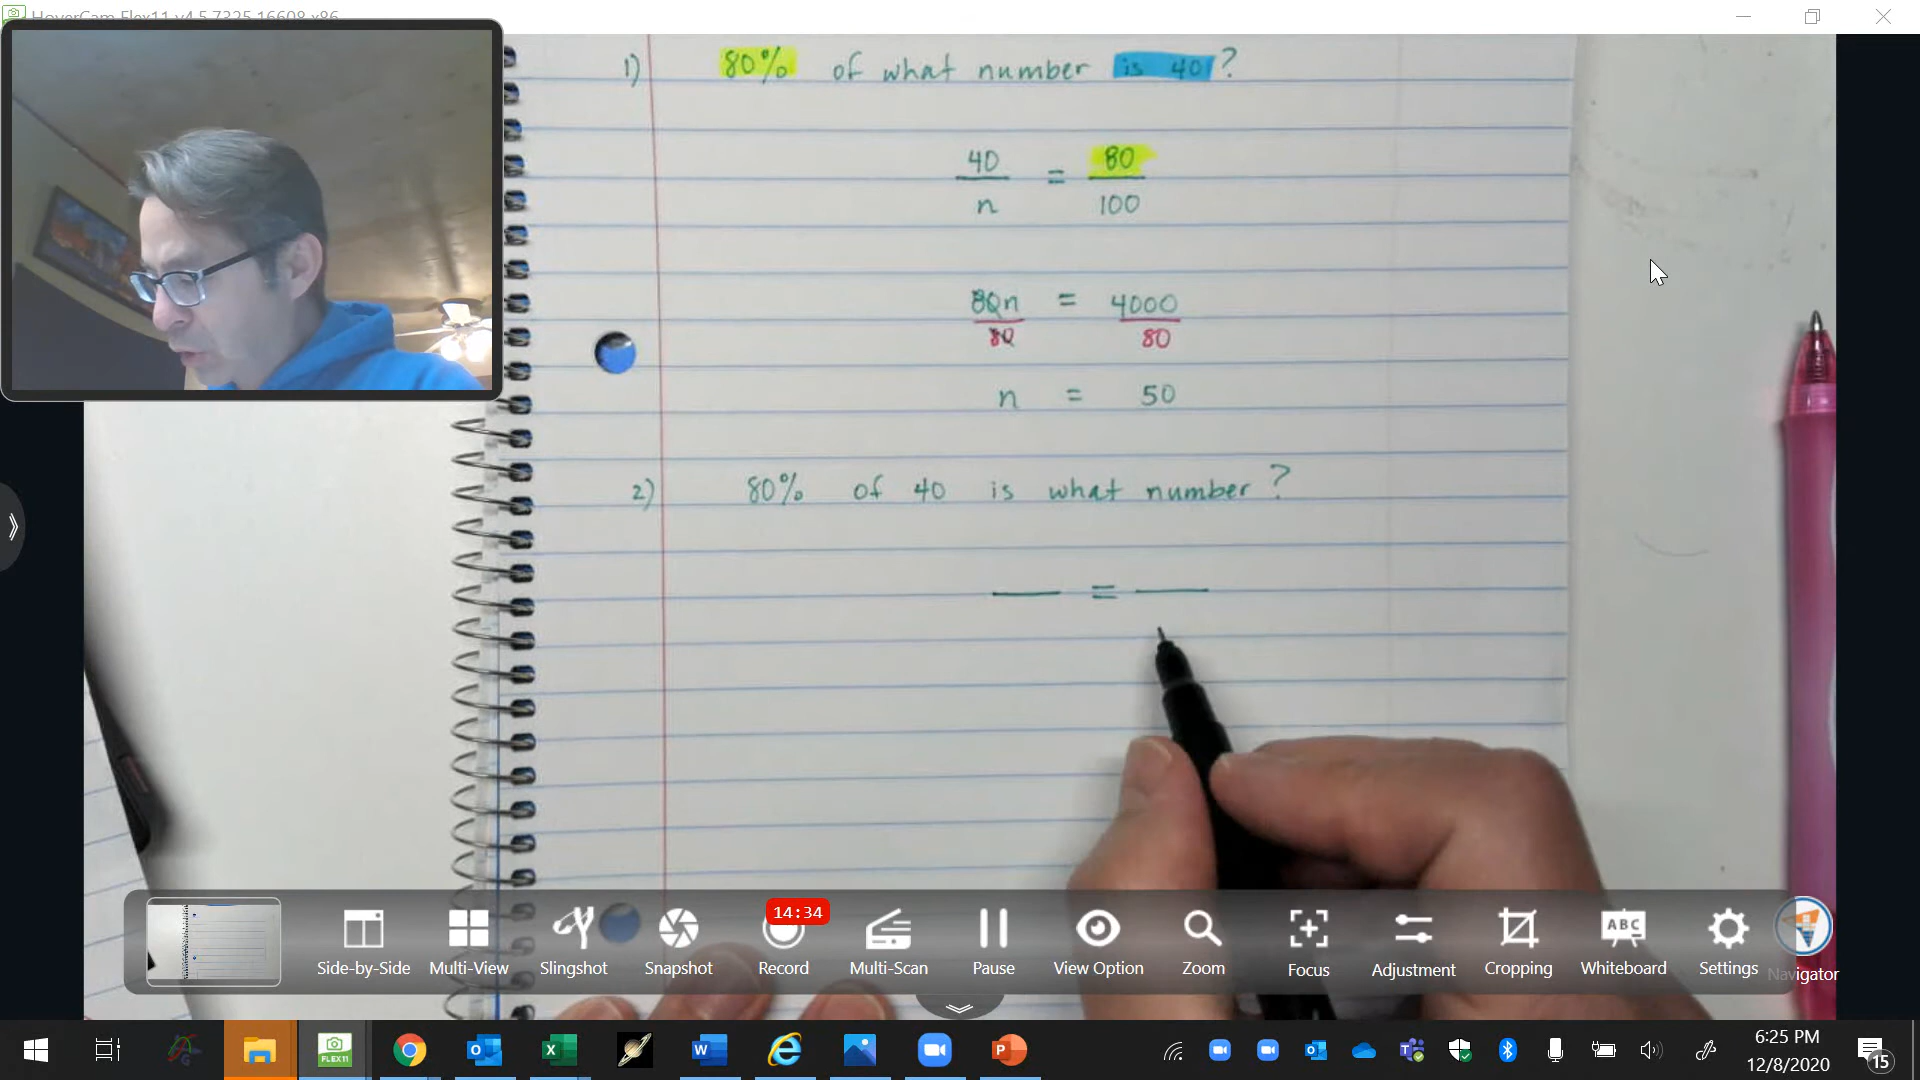 HoverCam Flex11 v4.5.7325.16608 x86
1) 80% of what number is 40?
40 = 80
n 100
80n = 4000
80 80
n = 50
2) 80% of 40 is what number?
=
14:34
Side-by-Side Multi-View Slingshot Snapshot Record Multi-Scan Pause View Option Zoom Focus Adjustment Cropping ABC Whiteboard Settings Navigator
FLEX11
6:25 PM
12/8/2020
15